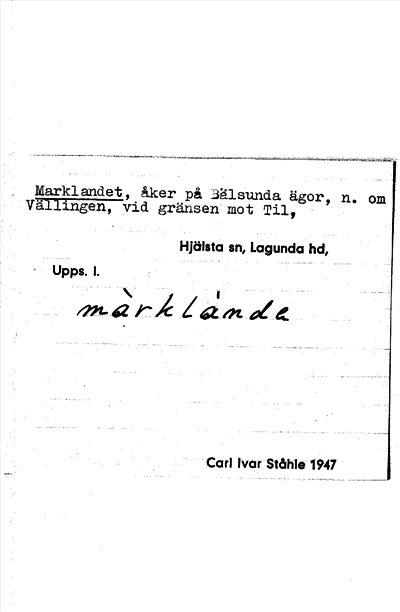 Marklandet, åker på Bälsunda ägor, n. om
Vällingen, vid gränsen mot Til,
Hjälsta sn, Lagunda hd,
Upps. l.
màrklànde
Carl Ivar Ståhle 1947